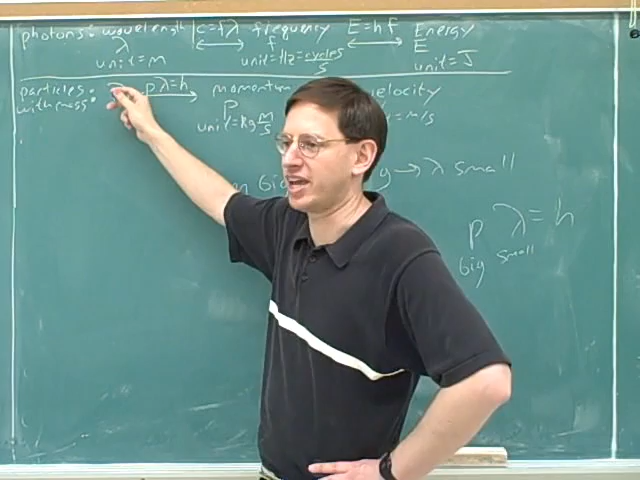 photons: wavelength c=fλ frequency E=hf Energy
λ f E
unit=m unit=Hz=cycles/s unit=J
particles: λ pλ=h momentum velocity
with mass: p
unit=kg m/s = m/s
big → λ small
p λ = h
big small